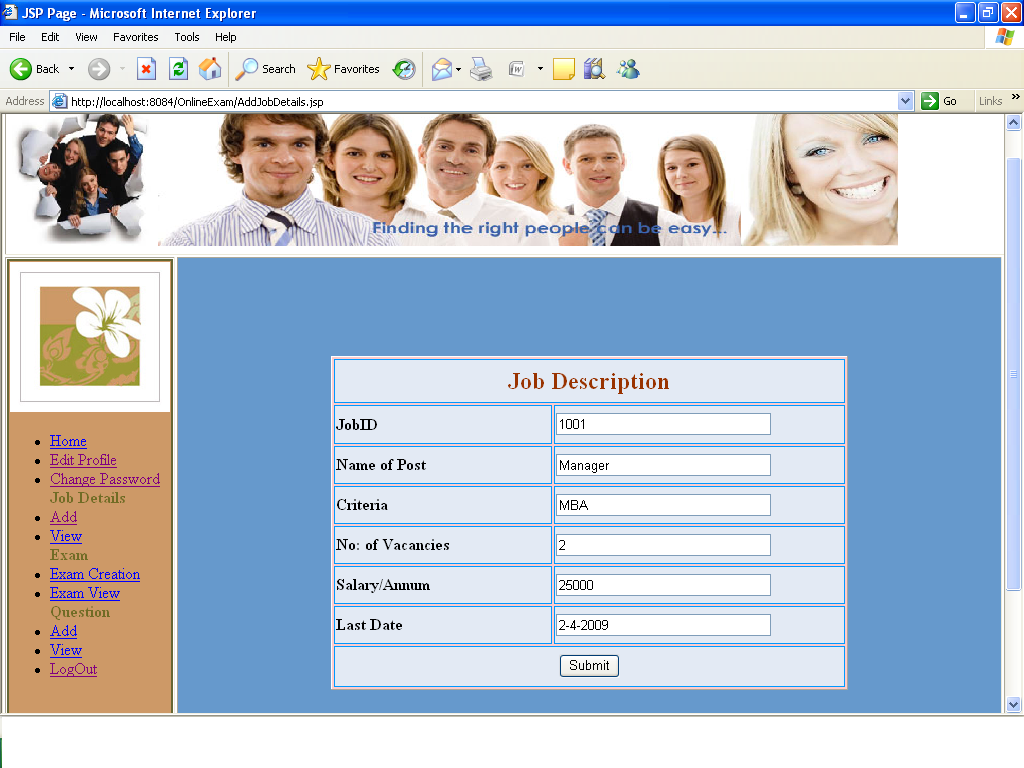 JSP Page - Microsoft Internet Explorer
File Edit View Favorites Tools Help
Back Search Favorites
Address http://localhost:8084/OnlineExam/AddJobDetails.jsp Go Links »
Finding the right people can be easy...
Home
Edit Profile
Change Password
Job Details
Add
View
Exam
Exam Creation
Exam View
Question
Add
View
LogOut
Job Description
JobID 1001
Name of Post Manager
Criteria MBA
No: of Vacancies 2
Salary/Annum 25000
Last Date 2-4-2009
Submit